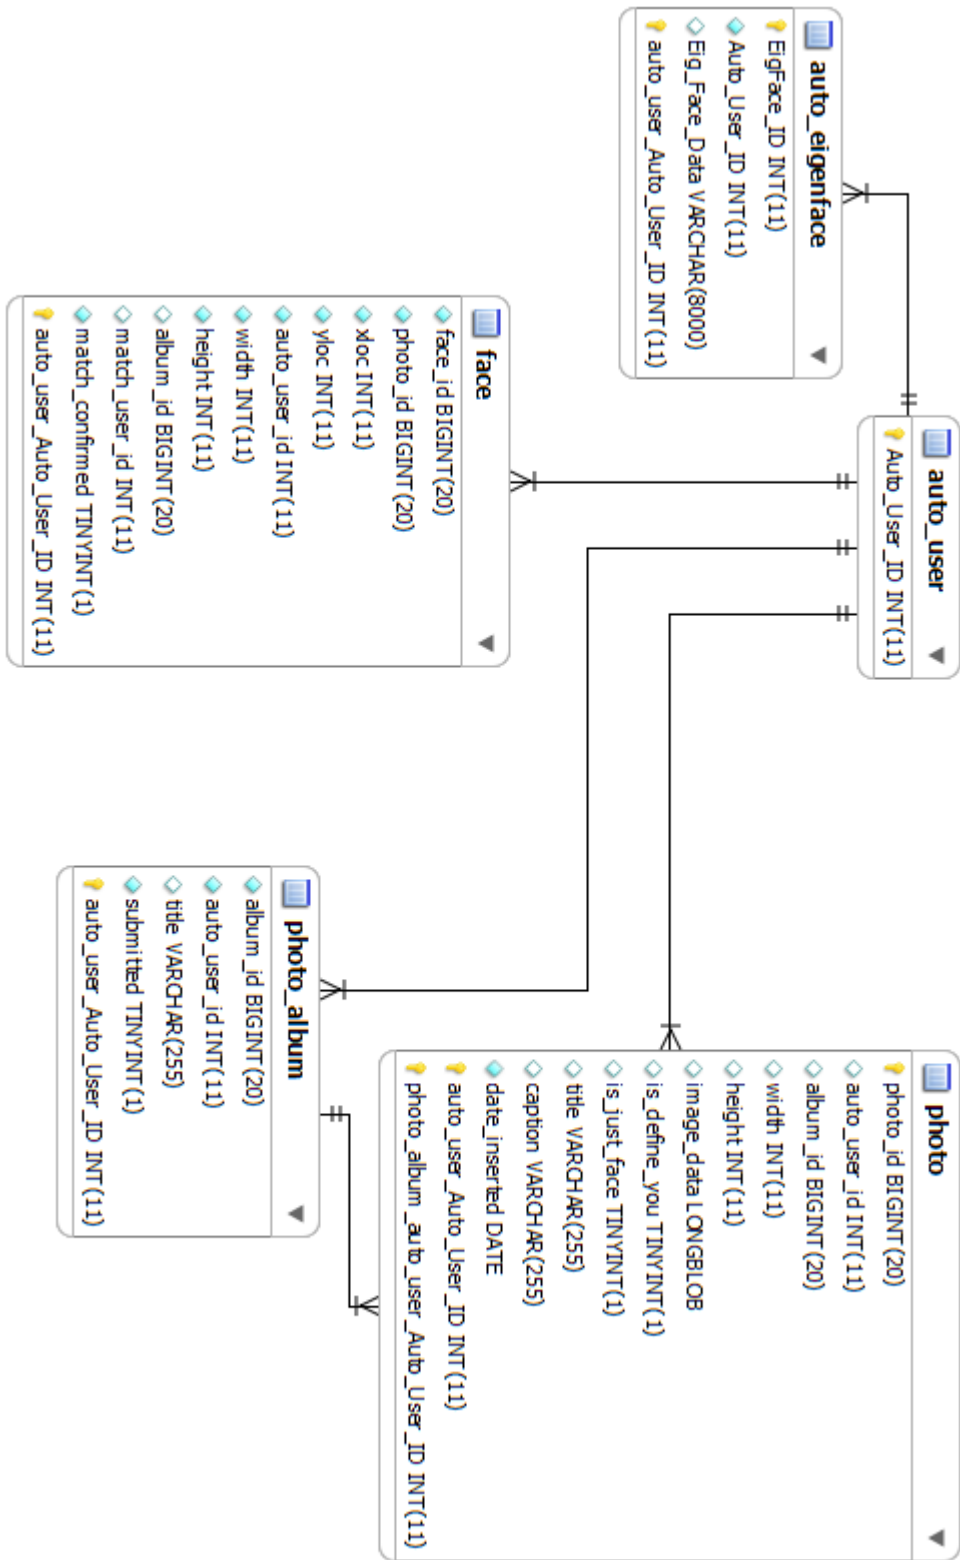 auto_eigenface
EigFace_ID INT(11)
Auto_User_ID INT(11)
Eig_Face_Data VARCHAR(8000)
auto_user_Auto_User_ID INT(11)
auto_user
Auto_User_ID INT(11)
face
face_id BIGINT(20)
photo_id BIGINT(20)
xloc INT(11)
yloc INT(11)
auto_user_id INT(11)
width INT(11)
height INT(11)
album_id BIGINT(20)
match_user_id INT(11)
match_confirmed TINYINT(1)
auto_user_Auto_User_ID INT(11)
photo_album
album_id BIGINT(20)
auto_user_id INT(11)
title VARCHAR(255)
submitted TINYINT(1)
auto_user_Auto_User_ID INT(11)
photo
photo_id BIGINT(20)
auto_user_id INT(11)
album_id BIGINT(20)
width INT(11)
height INT(11)
image_data LONGBLOB
is_define_you TINYINT(1)
is_just_face TINYINT(1)
title VARCHAR(255)
caption VARCHAR(255)
date_inserted DATE
auto_user_Auto_User_ID INT(11)
photo_album_auto_user_Auto_User_ID INT(11)